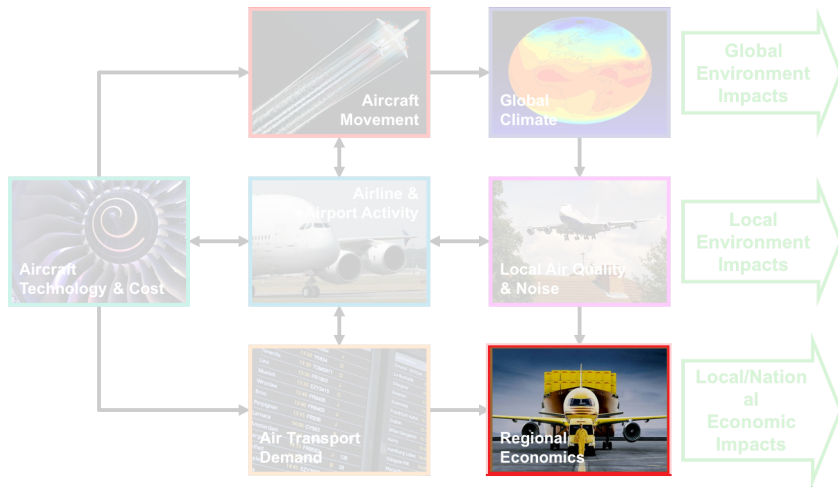 Aircraft
Movement
Global
Climate
Global
Environment
Impacts
Aircraft
Technology & Cost
Airline &
Airport Activity
Local Air Quality
& Noise
Local
Environment
Impacts
Air Transport
Demand
Regional
Economics
Local/Nation
al
Economic
Impacts